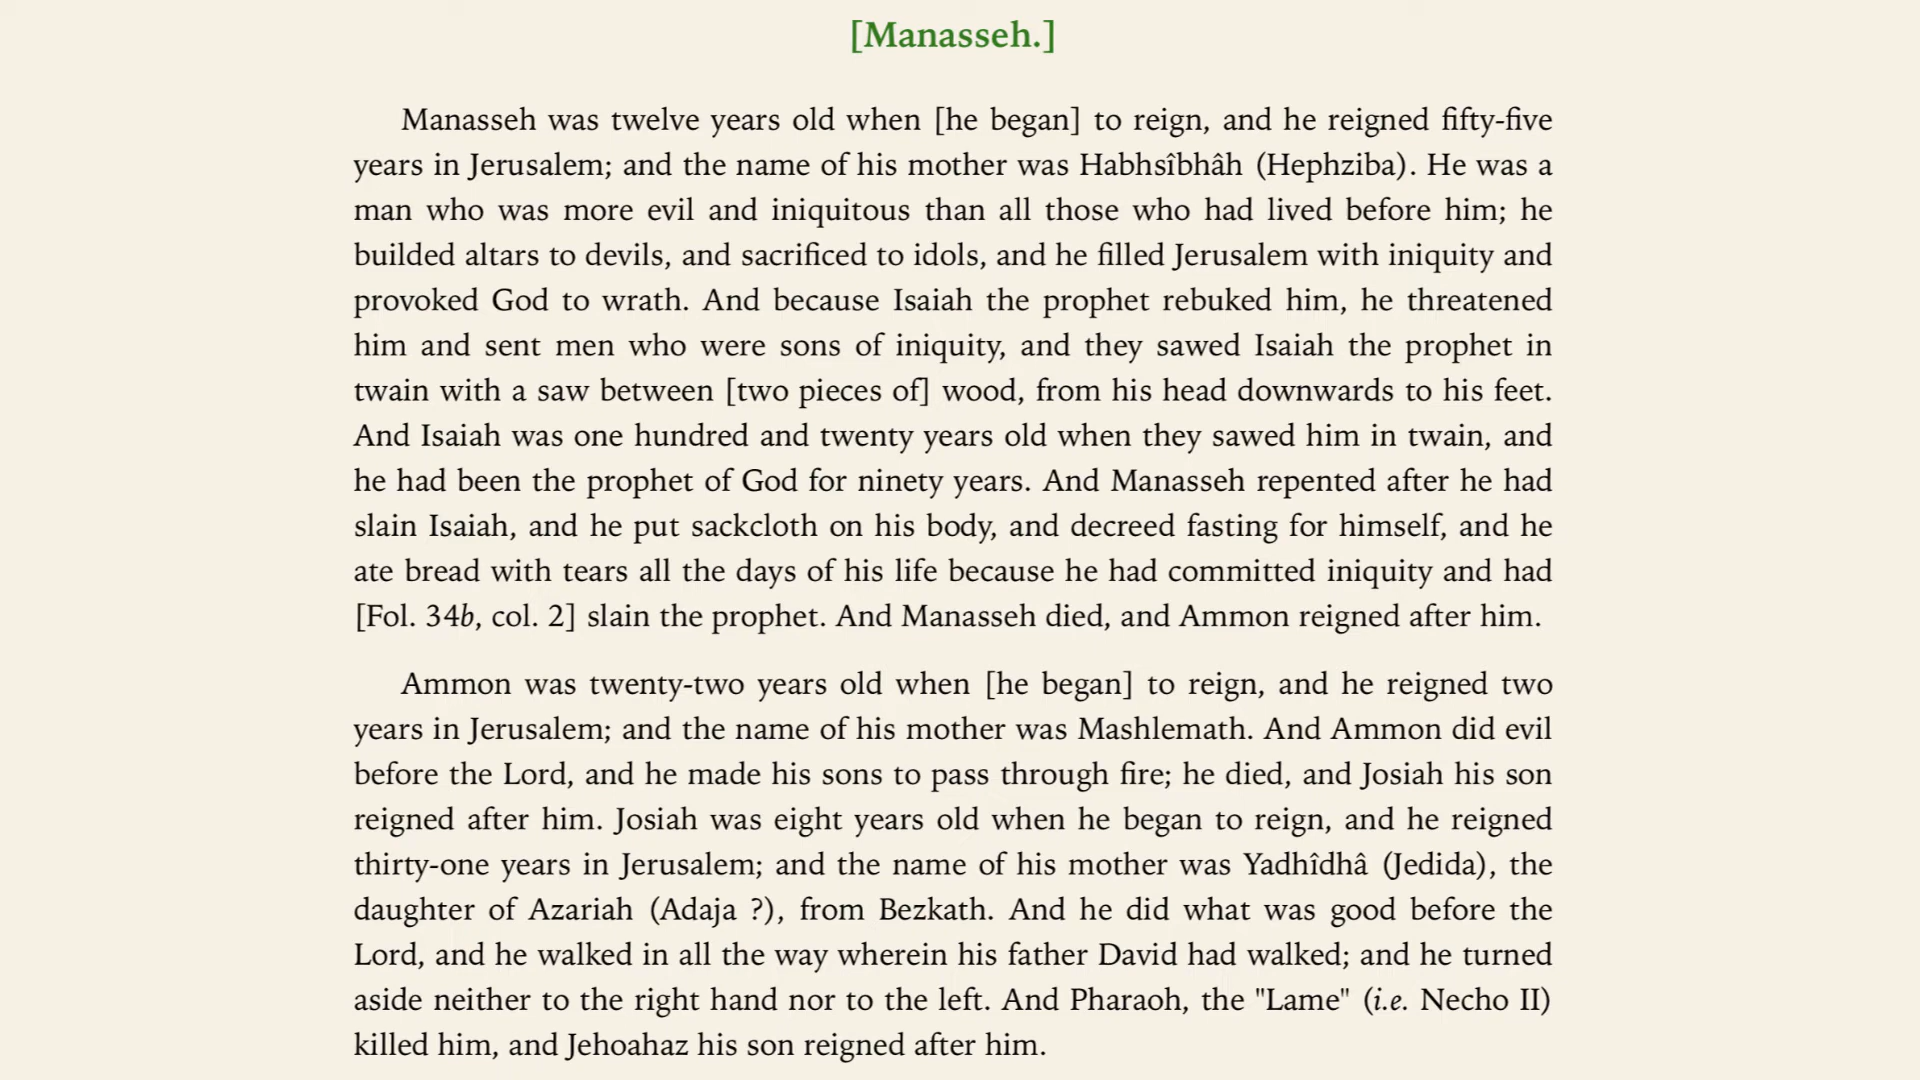 [Manasseh.]
Manasseh was twelve years old when [he began] to reign, and he reigned fifty-five
years in Jerusalem; and the name of his mother was Habhsîbhâh (Hephziba). He was a
man who was more evil and iniquitous than all those who had lived before him; he
builded altars to devils, and sacrificed to idols, and he filled Jerusalem with iniquity and
provoked God to wrath. And because Isaiah the prophet rebuked him, he threatened
him and sent men who were sons of iniquity, and they sawed Isaiah the prophet in
twain with a saw between [two pieces of] wood, from his head downwards to his feet.
And Isaiah was one hundred and twenty years old when they sawed him in twain, and
he had been the prophet of God for ninety years. And Manasseh repented after he had
slain Isaiah, and he put sackcloth on his body, and decreed fasting for himself, and he
ate bread with tears all the days of his life because he had committed iniquity and had
[Fol. 34b, col. 2] slain the prophet. And Manasseh died, and Ammon reigned after him.
Ammon was twenty-two years old when [he began] to reign, and he reigned two
years in Jerusalem; and the name of his mother was Mashlemath. And Ammon did evil
before the Lord, and he made his sons to pass through fire; he died, and Josiah his son
reigned after him. Josiah was eight years old when he began to reign, and he reigned
thirty-one years in Jerusalem; and the name of his mother was Yadhîdhâ (Jedida), the
daughter of Azariah (Adaja ?), from Bezkath. And he did what was good before the
Lord, and he walked in all the way wherein his father David had walked; and he turned
aside neither to the right hand nor to the left. And Pharaoh, the "Lame" (i.e. Necho II)
killed him, and Jehoahaz his son reigned after him.